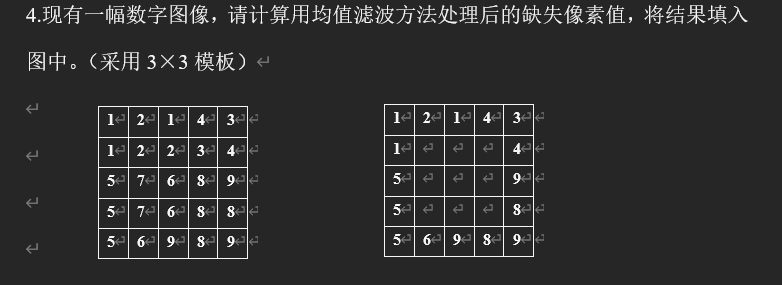 4.现有一幅数字图像，请计算用均值滤波方法处理后的缺失像素值，将结果填入
图中。（采用 3×3 模板）
1 2 1 4 3
1 2 2 3 4
5 7 6 8 9
5 7 6 8 8
5 6 9 8 9
1 2 1 4 3
1 4
5 9
5 8
5 6 9 8 9